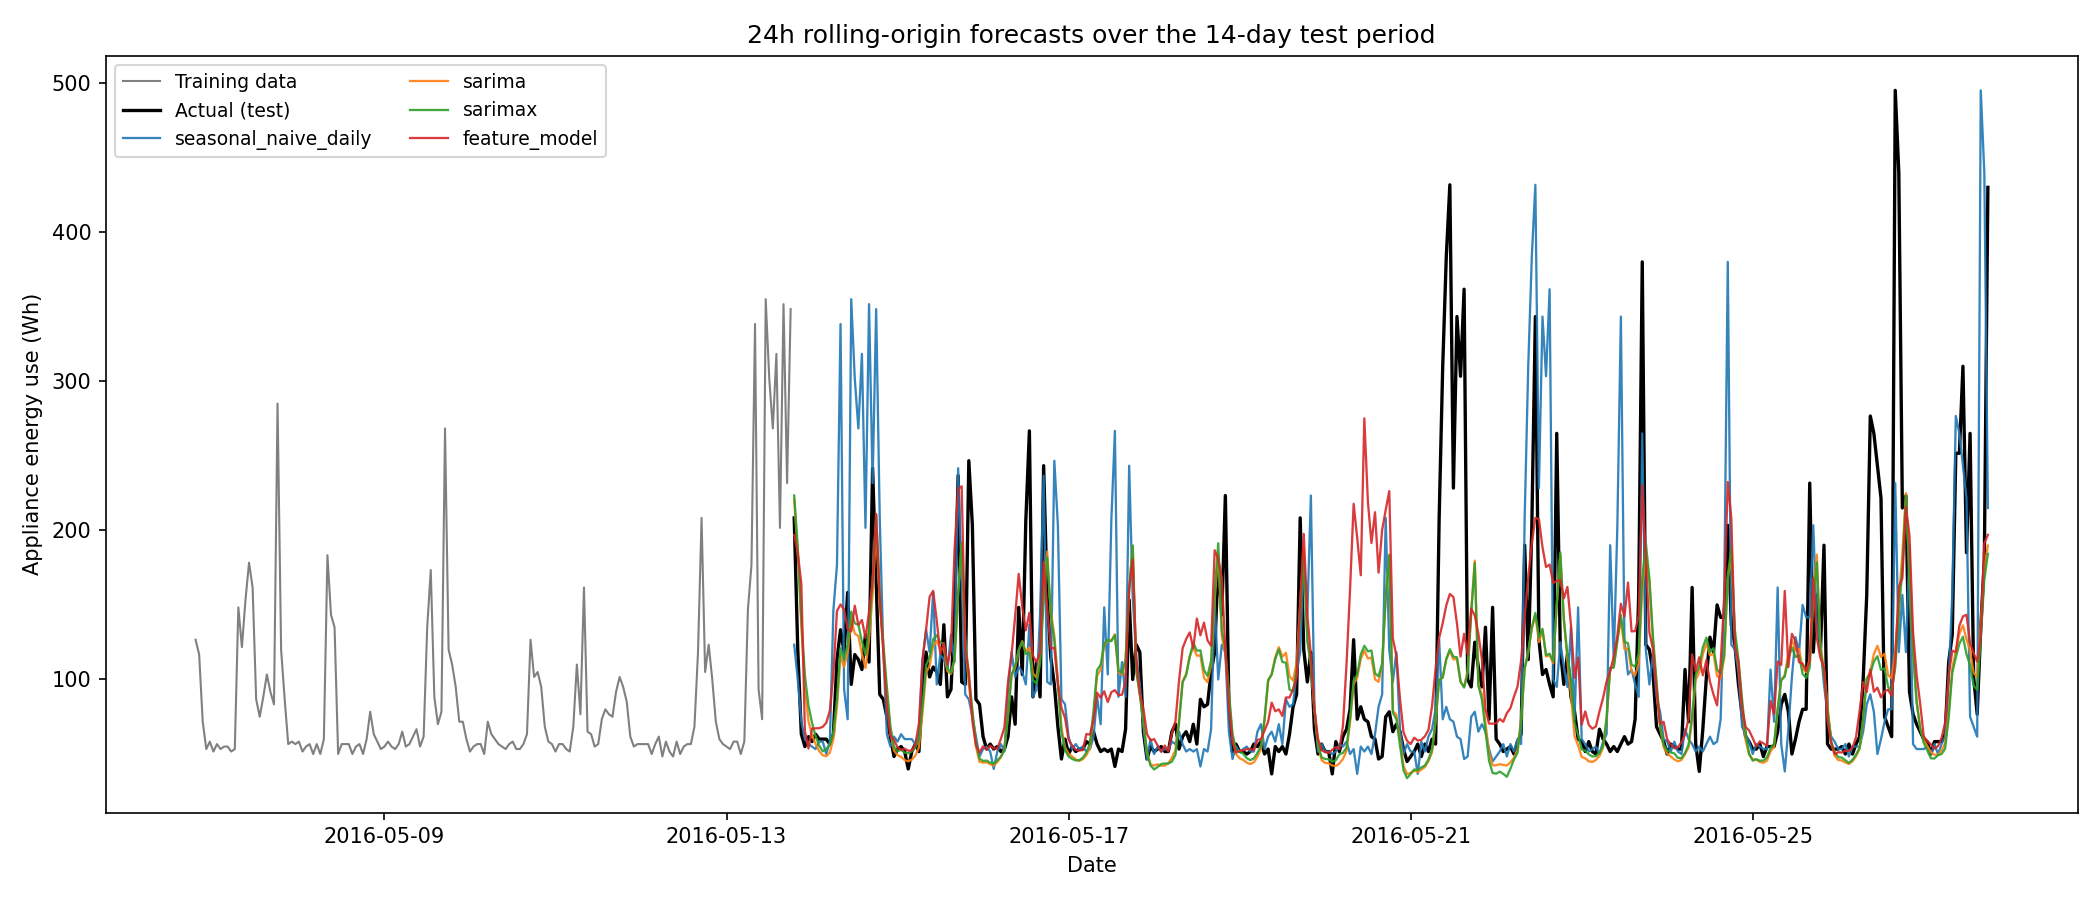 24h rolling-origin forecasts over the 14-day test period
Training data
Actual (test)
seasonal_naive_daily
sarima
sarimax
feature_model
Appliance energy use (Wh)
500
400
300
200
100
2016-05-09
2016-05-13
2016-05-17
2016-05-21
2016-05-25
Date